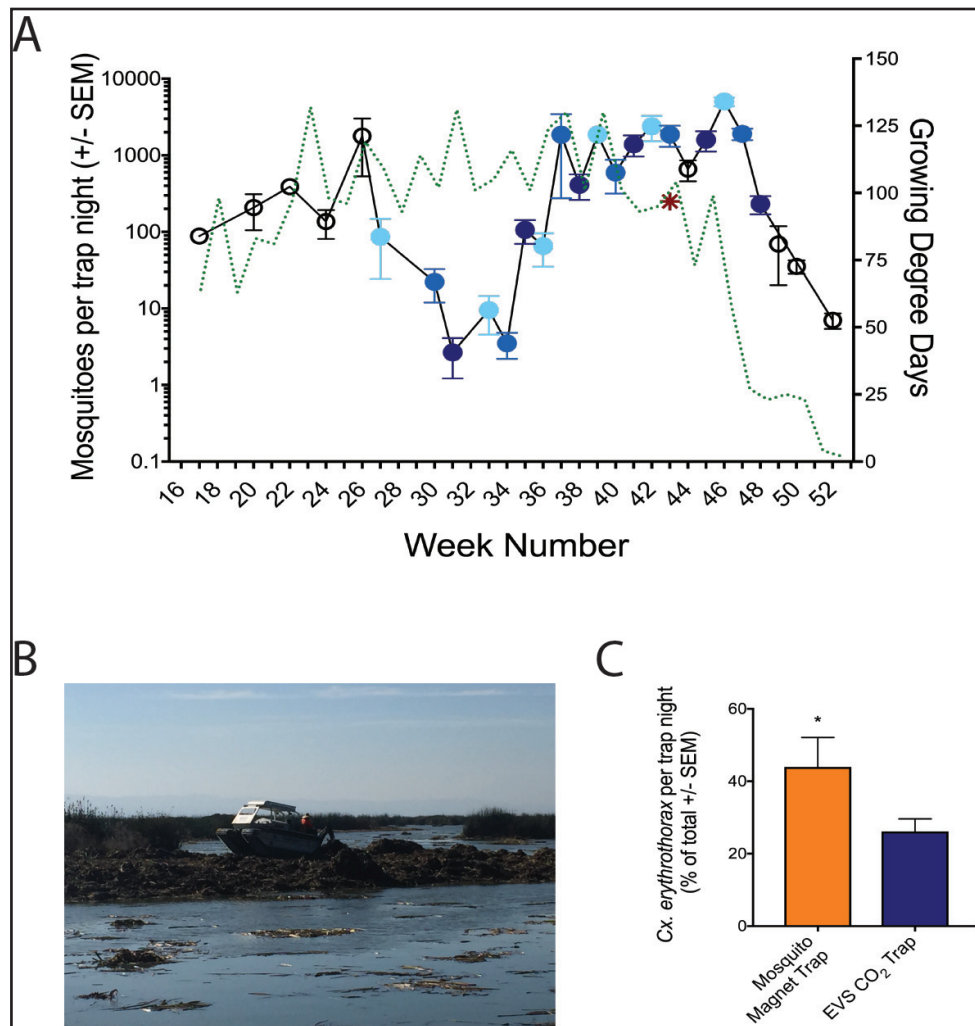 A
Mosquitoes per trap night (+/- SEM)
10000
1000
100
10
1
0.1
150
125
100
75
50
25
0
Growing Degree Days
16 18 20 22 24 26 28 30 32 34 36 38 40 42 44 46 48 50 52
Week Number
B
C
Cx. erythrothorax per trap night
(% of total +/- SEM)
60
40
20
0
*
Mosquito
Magnet Trap
EVS CO₂ Trap